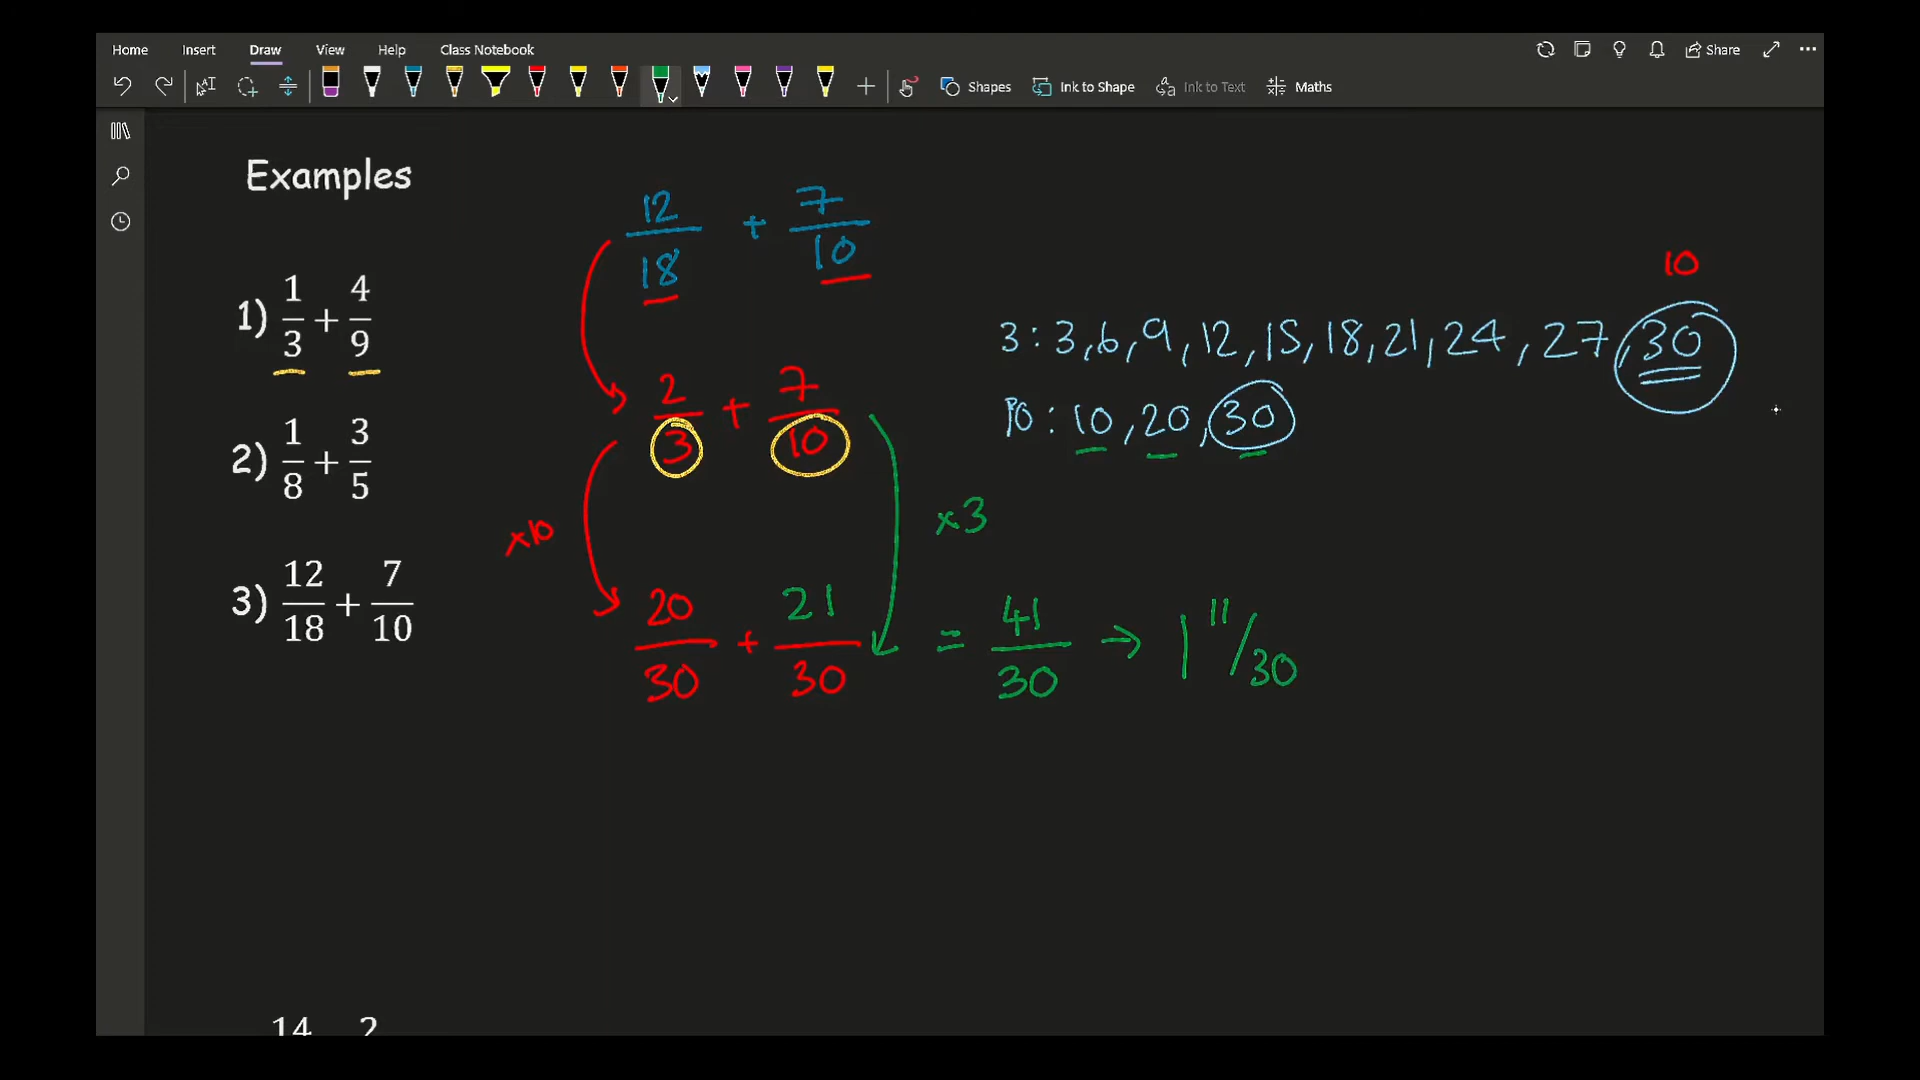 Home Insert Draw View Help Class Notebook Share
Shapes Ink to Shape Ink to Text Maths
Examples
1) 1/3 + 4/9
2) 1/8 + 3/5
3) 12/18 + 7/10
12/18 + 7/10
10
3 : 3, 6, 9, 12, 15, 18, 21, 24, 27, 30
10 : 10, 20, 30
2/3 + 7/10
×10
×3
20/30 + 21/30 = 41/30 → 1 11/30
14 2